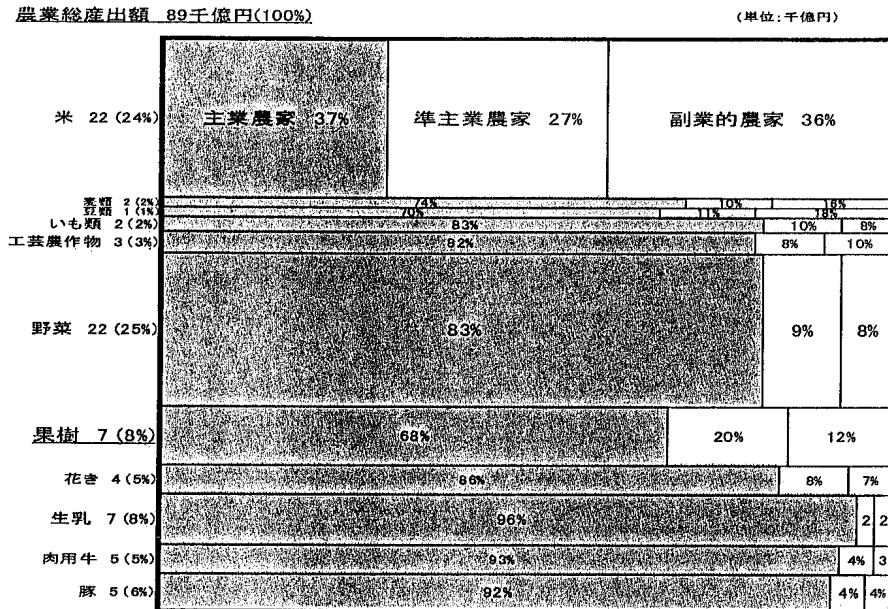 農業総産出額 89千億円(100%)
(単位:千億円)
米 22 (24%) 主業農家 37% 準主業農家 27% 副業的農家 36%
麦類 2 (2%) 74% 10% 16%
豆類 1 (1%) 70% 11% 18%
いも類 2 (2%) 83% 10% 8%
工芸農作物 3 (3%) 82% 8% 10%
野菜 22 (25%) 83% 9% 8%
果樹 7 (8%) 68% 20% 12%
花き 4 (5%) 86% 8% 7%
生乳 7 (8%) 96% 2 2
肉用牛 5 (5%) 93% 4% 3
豚 5 (6%) 92% 4% 4%